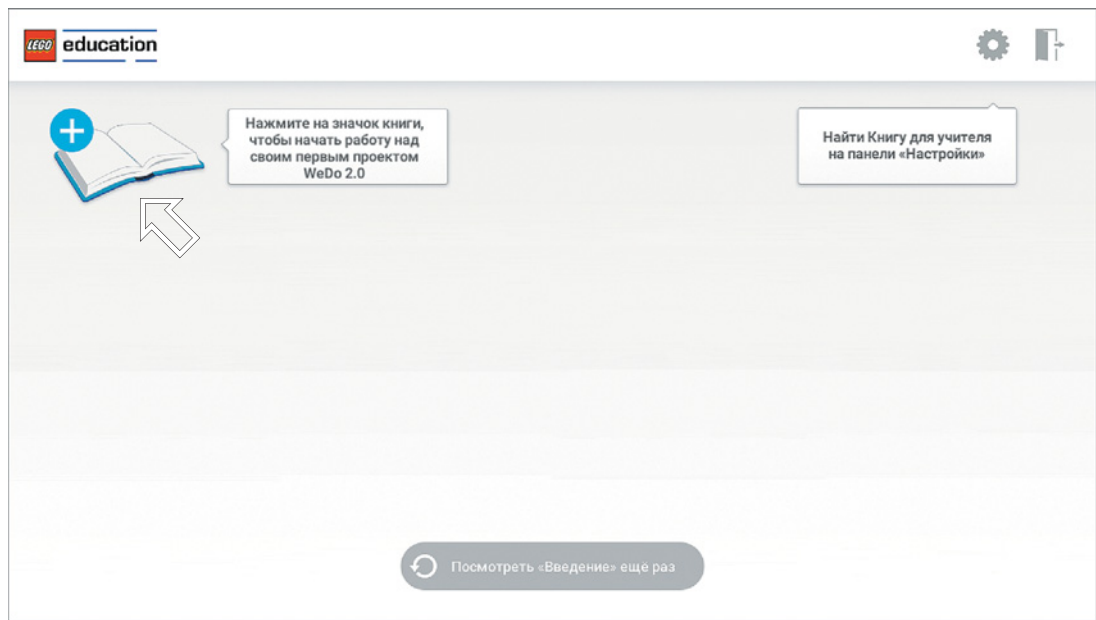 LEGO education
Нажмите на значок книги,
чтобы начать работу над
своим первым проектом
WeDo 2.0
Найти Книгу для учителя
на панели «Настройки»
Посмотреть «Введение» ещё раз